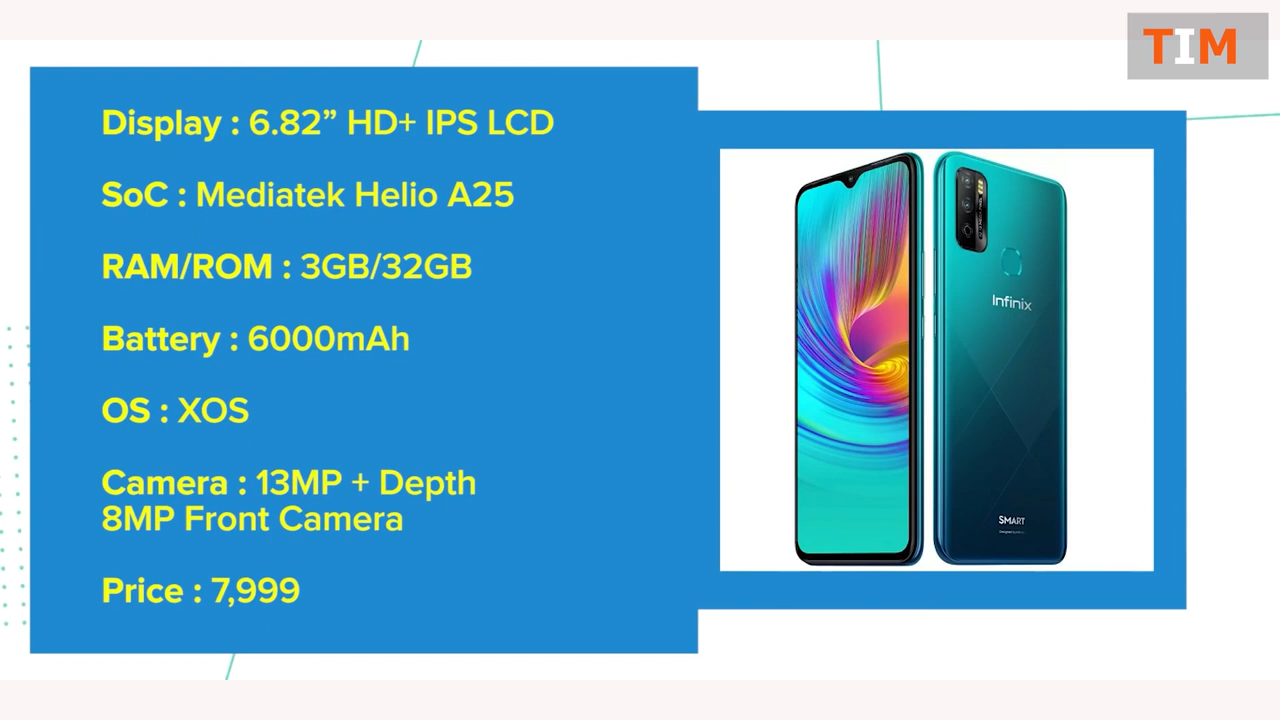 TIM
Display : 6.82” HD+ IPS LCD
SoC : Mediatek Helio A25
RAM/ROM : 3GB/32GB
Battery : 6000mAh
OS : XOS
Camera : 13MP + Depth
8MP Front Camera
Price : 7,999
Infinix
SMART